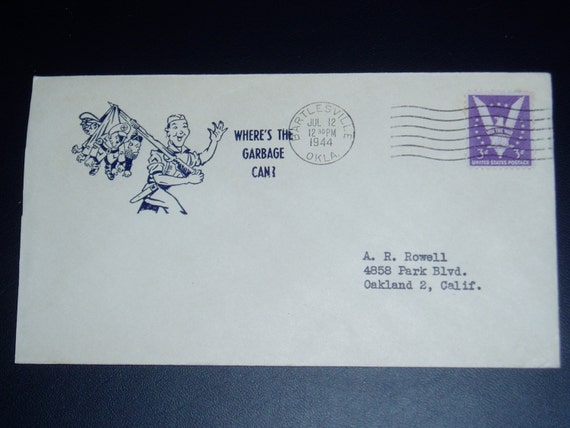 WHERE'S THE
GARBAGE
CAN?
BARTLESVILLE
JUL 12
12 30 PM
1944
OKLA.
WIN THE WAR
3¢ 3¢
UNITED STATES POSTAGE
A. R. Rowell
4858 Park Blvd.
Oakland 2, Calif.